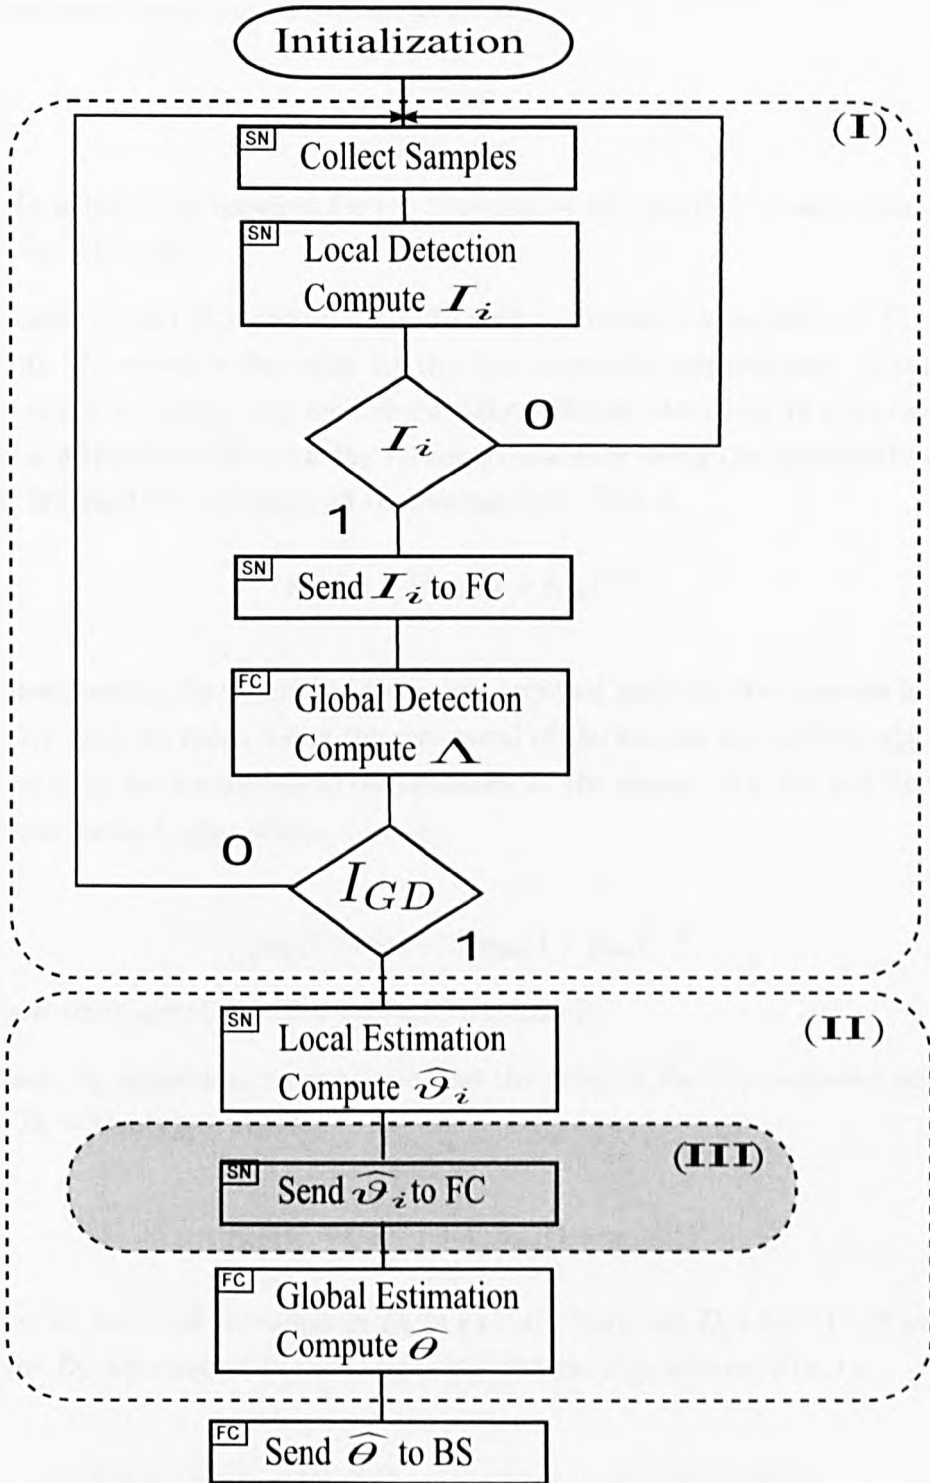 Initialization
(I)
SN
Collect Samples
SN
Local Detection
Compute I_i
I_i
0
1
SN
Send I_i to FC
FC
Global Detection
Compute Λ
0
I_GD
1
(II)
SN
Local Estimation
Compute ϑ̂_i
(III)
SN
Send ϑ̂_i to FC
FC
Global Estimation
Compute θ̂
FC
Send θ̂ to BS